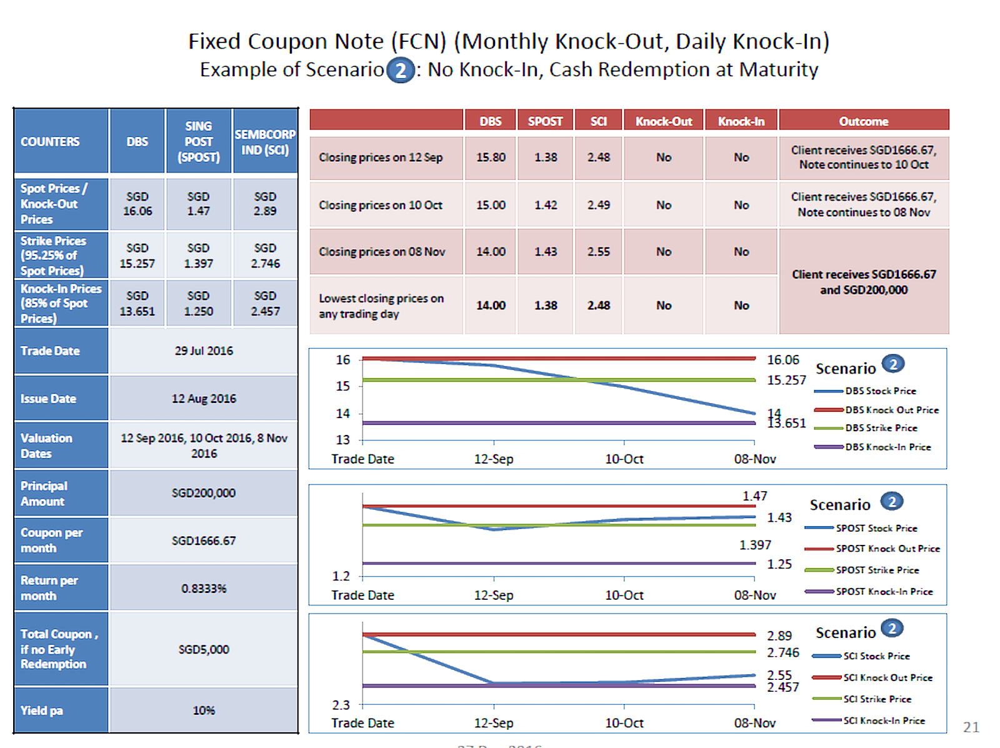 Fixed Coupon Note (FCN) (Monthly Knock-Out, Daily Knock-In)
Example of Scenario 2 : No Knock-In, Cash Redemption at Maturity
COUNTERS
DBS
SING
POST
(SPOST)
SEMBCORP
IND (SCI)
Spot Prices /
Knock-Out
Prices
SGD
16.06
SGD
1.47
SGD
2.89
Strike Prices
(95.25% of
Spot Prices)
SGD
15.257
SGD
1.397
SGD
2.746
Knock-In Prices
(85% of Spot
Prices)
SGD
13.651
SGD
1.250
SGD
2.457
Trade Date
29 Jul 2016
Issue Date
12 Aug 2016
Valuation
Dates
12 Sep 2016, 10 Oct 2016, 8 Nov
2016
Principal
Amount
SGD200,000
Coupon per
month
SGD1666.67
Return per
month
0.8333%
Total Coupon ,
if no Early
Redemption
SGD5,000
Yield pa
10%
DBS SPOST SCI Knock-Out Knock-In Outcome
Closing prices on 12 Sep 15.80 1.38 2.48 No No
Client receives SGD1666.67,
Note continues to 10 Oct
Closing prices on 10 Oct 15.00 1.42 2.49 No No
Client receives SGD1666.67,
Note continues to 08 Nov
Closing prices on 08 Nov 14.00 1.43 2.55 No No
Lowest closing prices on
any trading day
14.00 1.38 2.48 No No
Client receives SGD1666.67
and SGD200,000
16
15
14
13
Trade Date 12-Sep 10-Oct 08-Nov
16.06
15.257
14
13.651
Scenario 2
DBS Stock Price
DBS Knock Out Price
DBS Strike Price
DBS Knock-In Price
1.2
Trade Date 12-Sep 10-Oct 08-Nov
1.47
1.43
1.397
1.25
Scenario 2
SPOST Stock Price
SPOST Knock Out Price
SPOST Strike Price
SPOST Knock-In Price
2.3
Trade Date 12-Sep 10-Oct 08-Nov
2.89
2.746
2.55
2.457
Scenario 2
SCI Stock Price
SCI Knock Out Price
SCI Strike Price
SCI Knock-In Price
21